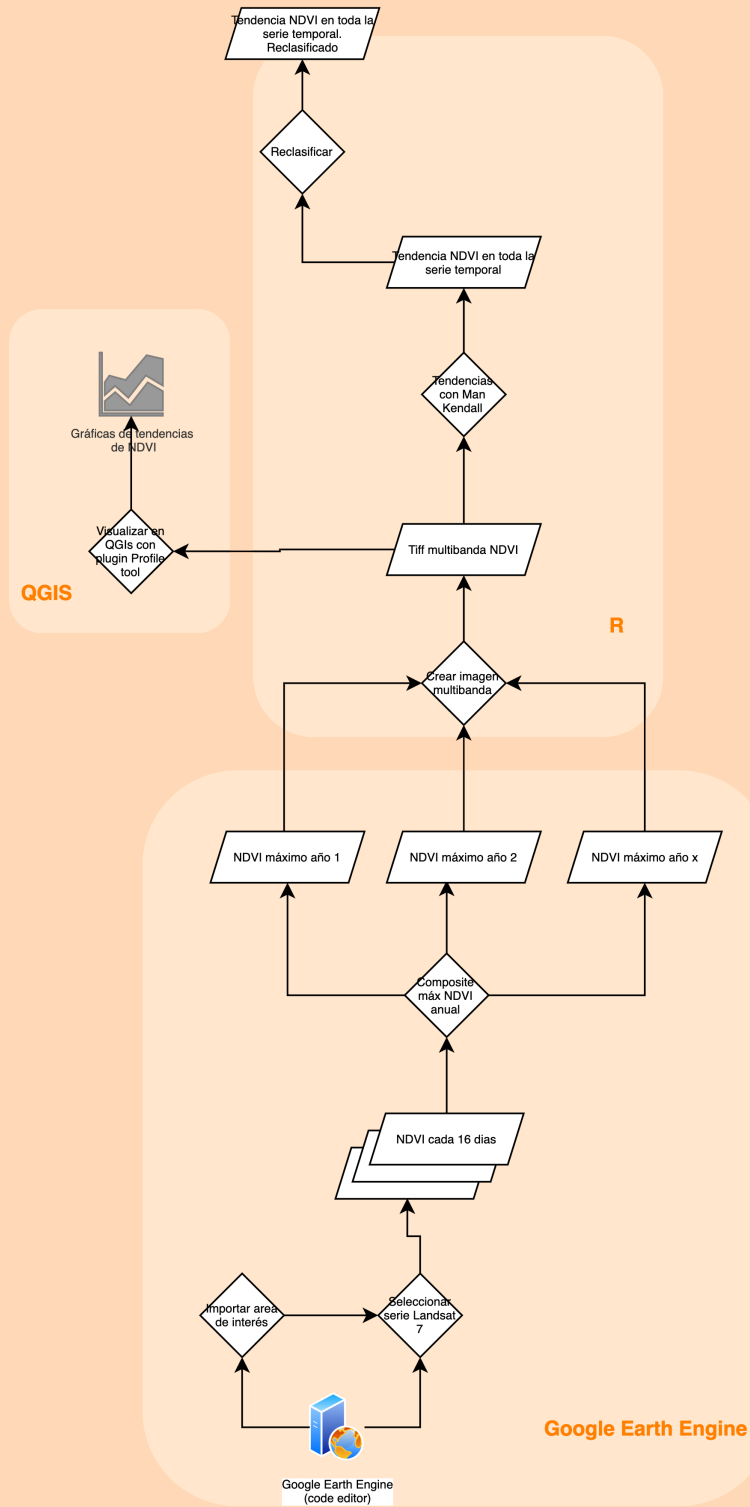 Tendencia NDVI en toda la
serie temporal.
Reclasificado
Reclasificar
Tendencia NDVI en toda la
serie temporal
Tendencias
con Man
Kendall
Gráficas de tendencias
de NDVI
Visualizar en
QGIs con
plugin Profile
tool
QGIS
Tiff multibanda NDVI
R
Crear imagen
multibanda
NDVI máximo año 1
NDVI máximo año 2
NDVI máximo año x
Composite
máx NDVI
anual
NDVI cada 16 dias
Importar area
de interés
Seleccionar
serie Landsat
7
Google Earth Engine
Google Earth Engine
(code editor)